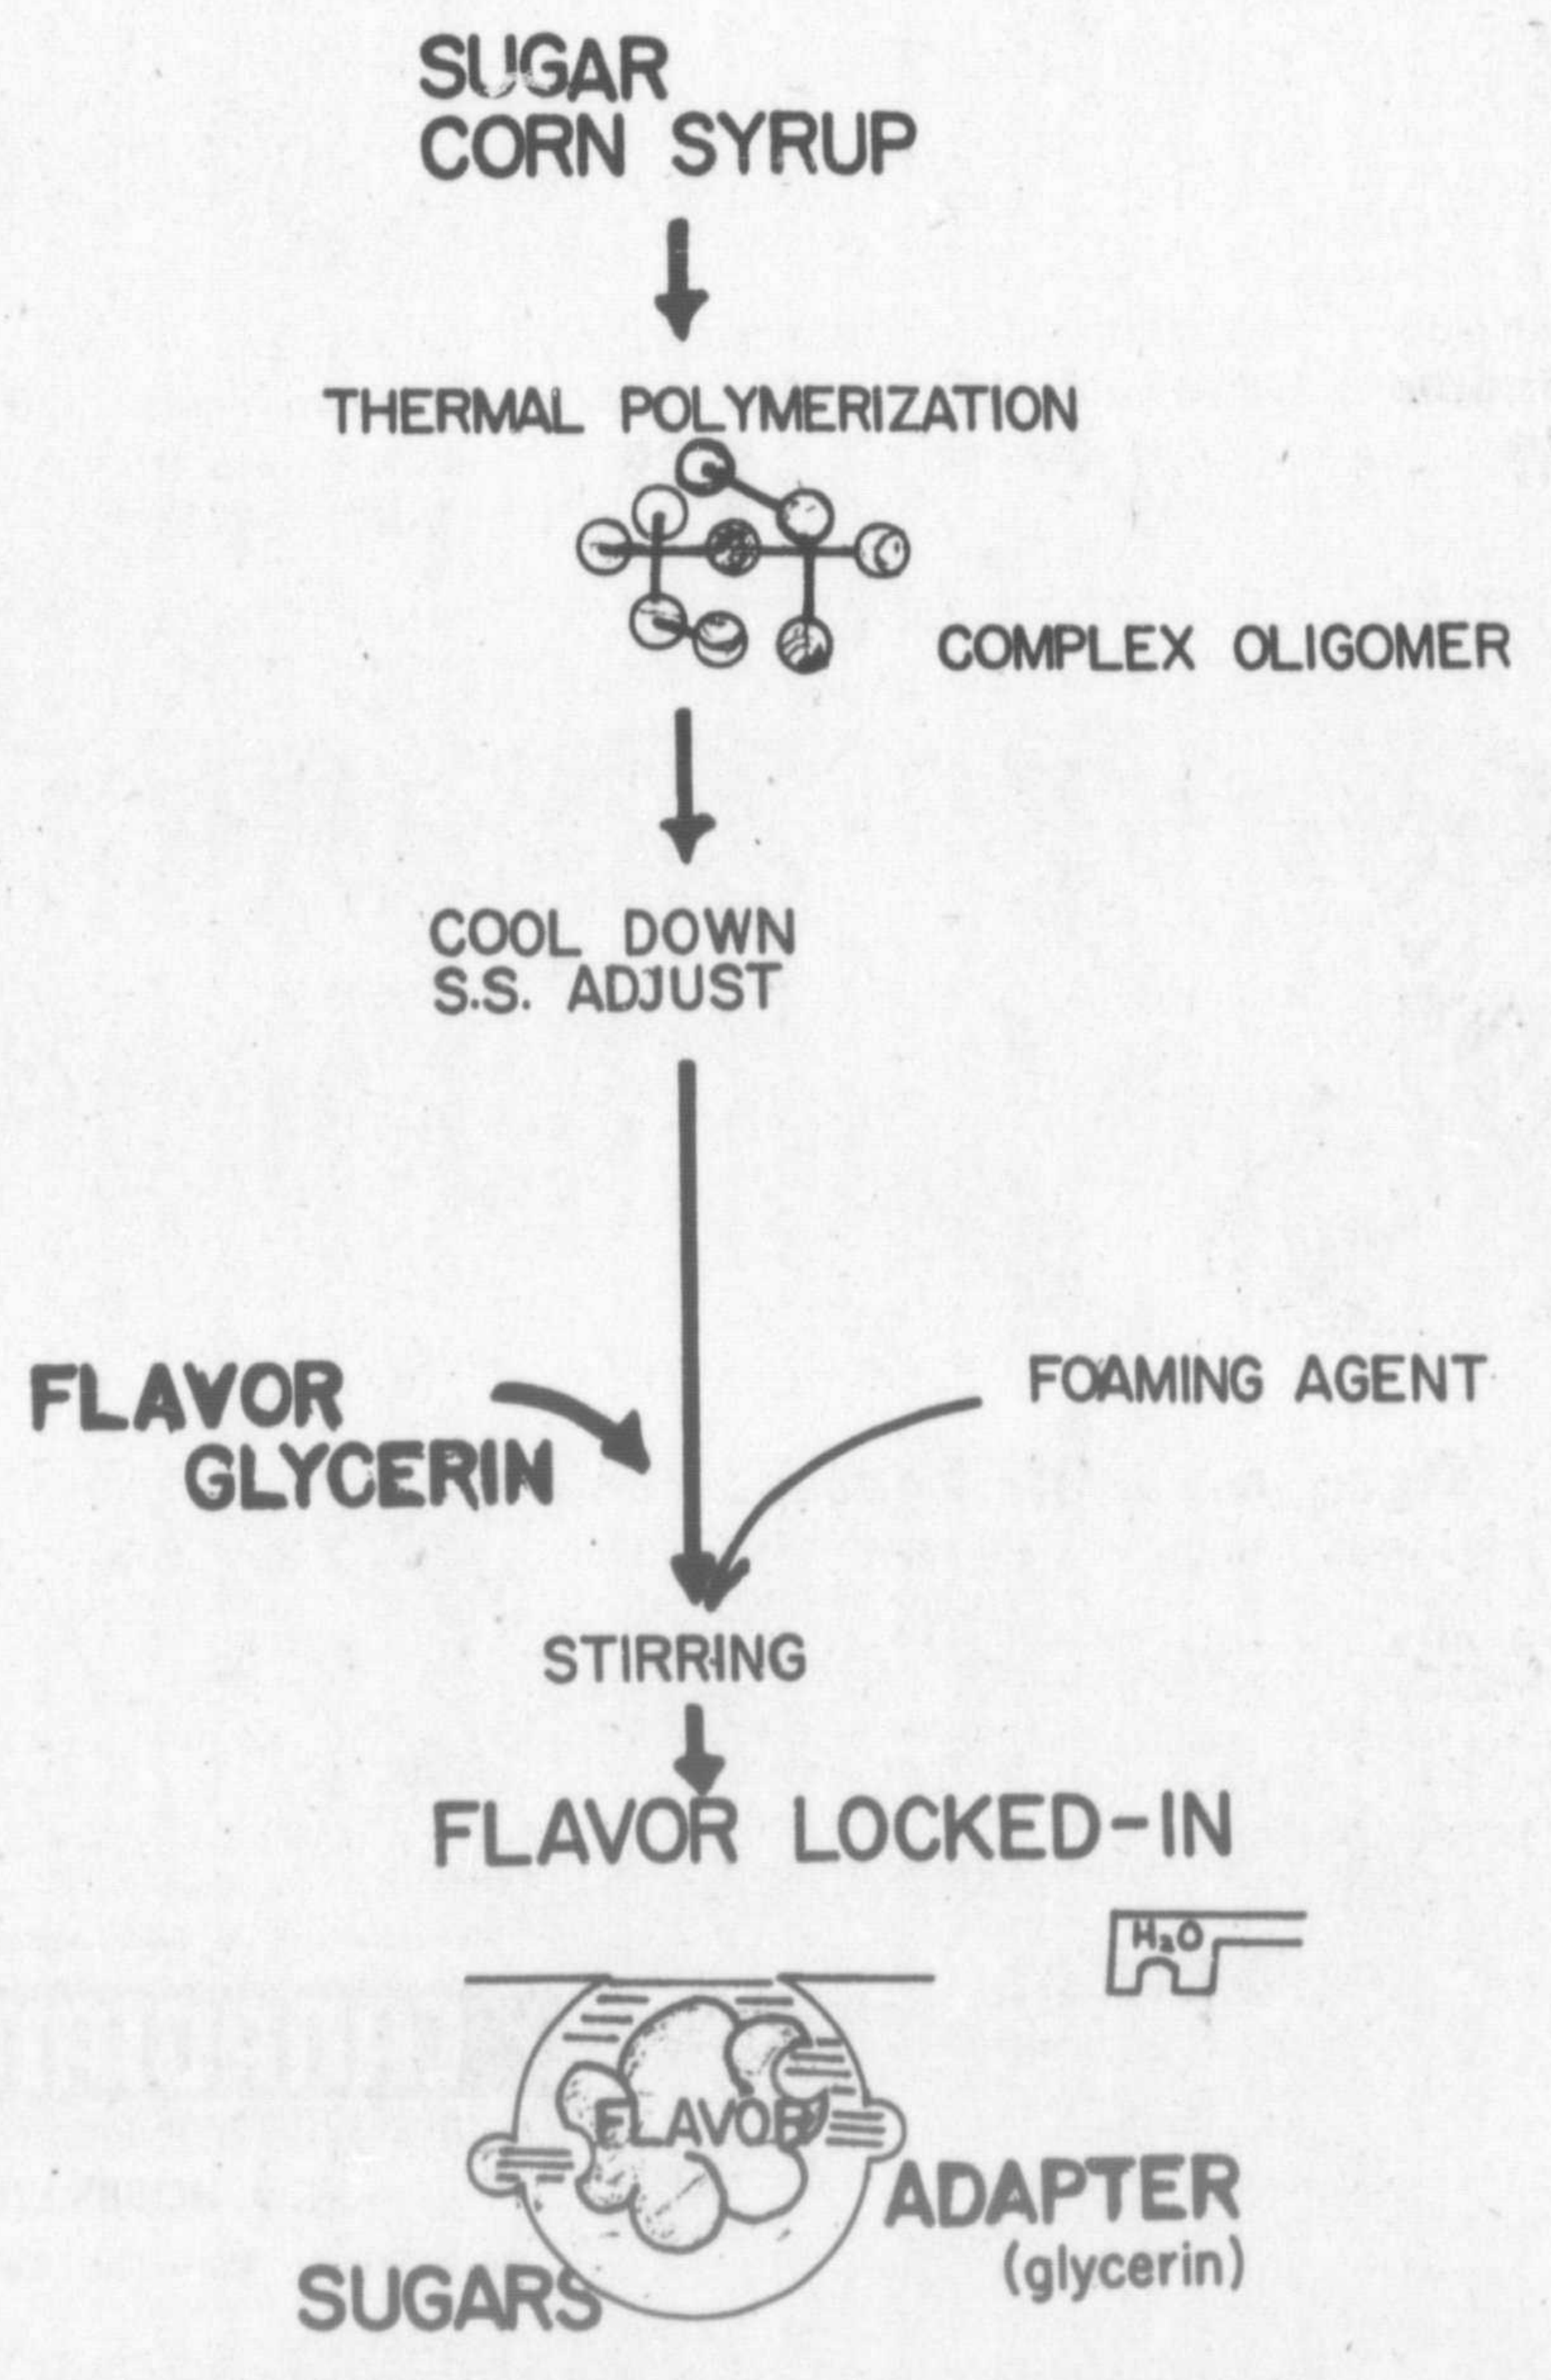 SUGAR
CORN SYRUP
THERMAL POLYMERIZATION
COMPLEX OLIGOMER
COOL DOWN
S.S. ADJUST
FLAVOR
GLYCERIN
FOAMING AGENT
STIRRING
FLAVOR LOCKED-IN
H₂O
FLAVOR
ADAPTER
(glycerin)
SUGARS